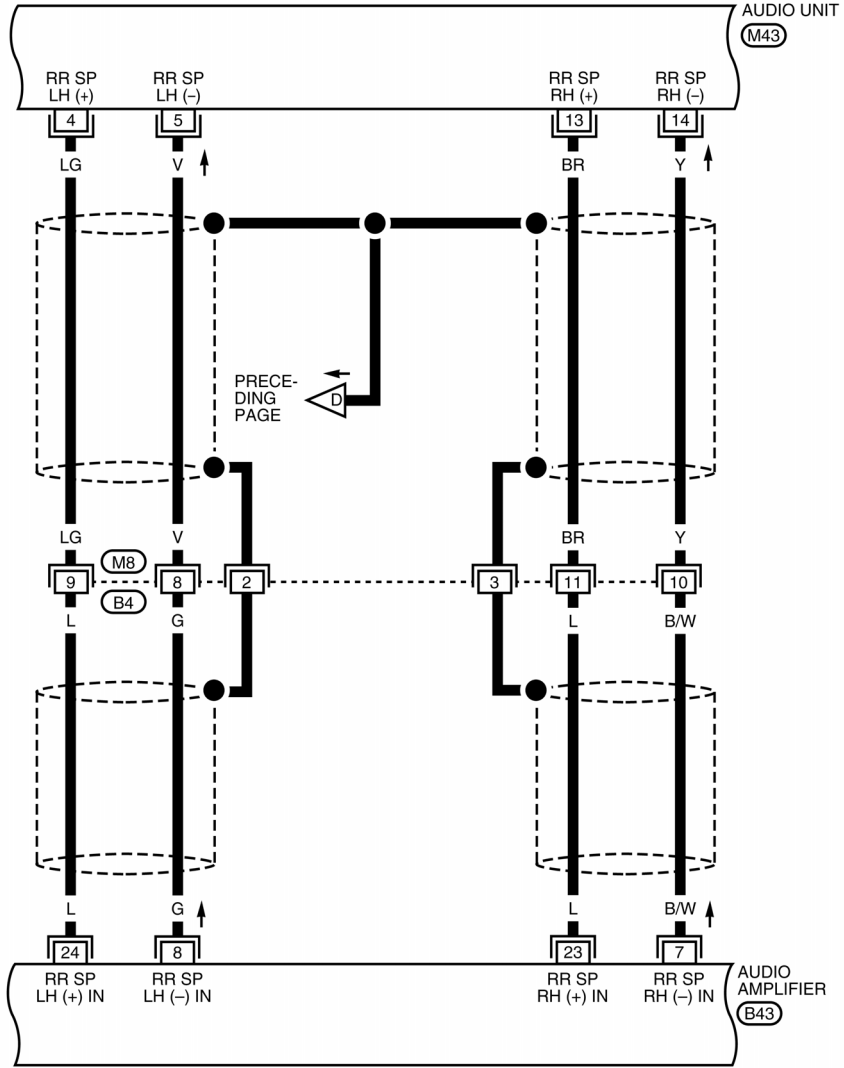 AUDIO UNIT
M43
RR SP
LH (+)
RR SP
LH (–)
RR SP
RH (+)
RR SP
RH (–)
4
5
13
14
LG
V
BR
Y
PRECE-
DING
PAGE
D
LG
V
BR
Y
M8
9
8
2
3
11
10
B4
L
G
L
B/W
L
G
L
B/W
24
8
23
7
RR SP
LH (+) IN
RR SP
LH (–) IN
RR SP
RH (+) IN
RR SP
RH (–) IN
AUDIO
AMPLIFIER
B43